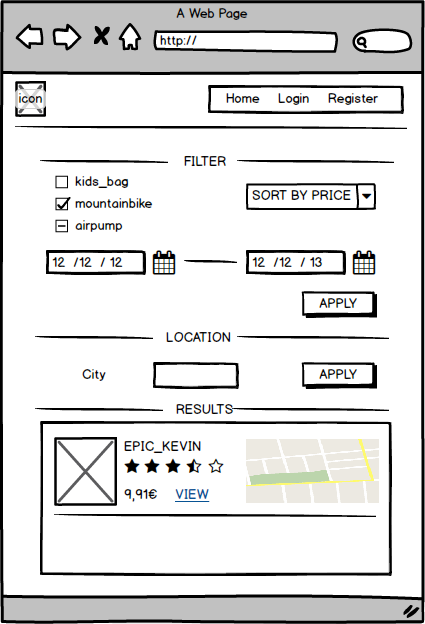 A Web Page
http://
icon
Home Login Register
FILTER
kids_bag
SORT BY PRICE
mountainbike
airpump
12 /12 / 12
12 /12 / 13
APPLY
LOCATION
City
APPLY
RESULTS
EPIC_KEVIN
9,91€ VIEW